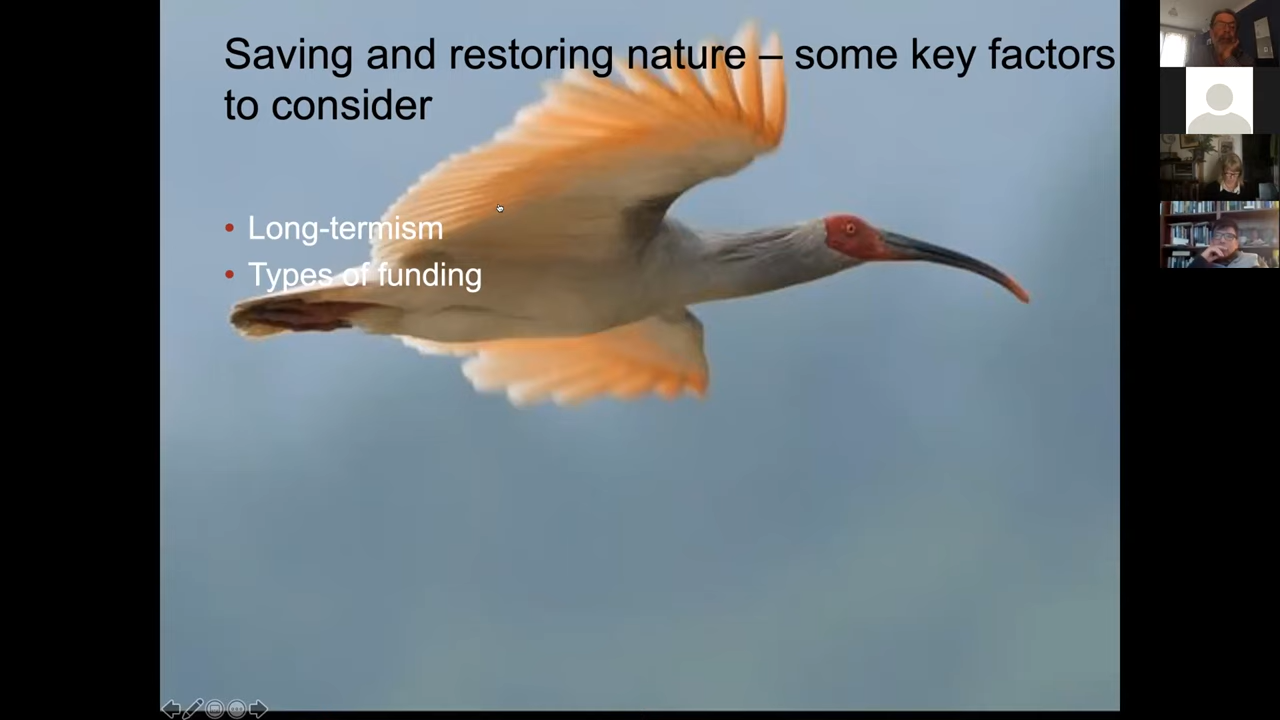 Saving and restoring nature – some key factors
to consider
• Long-termism
• Types of funding